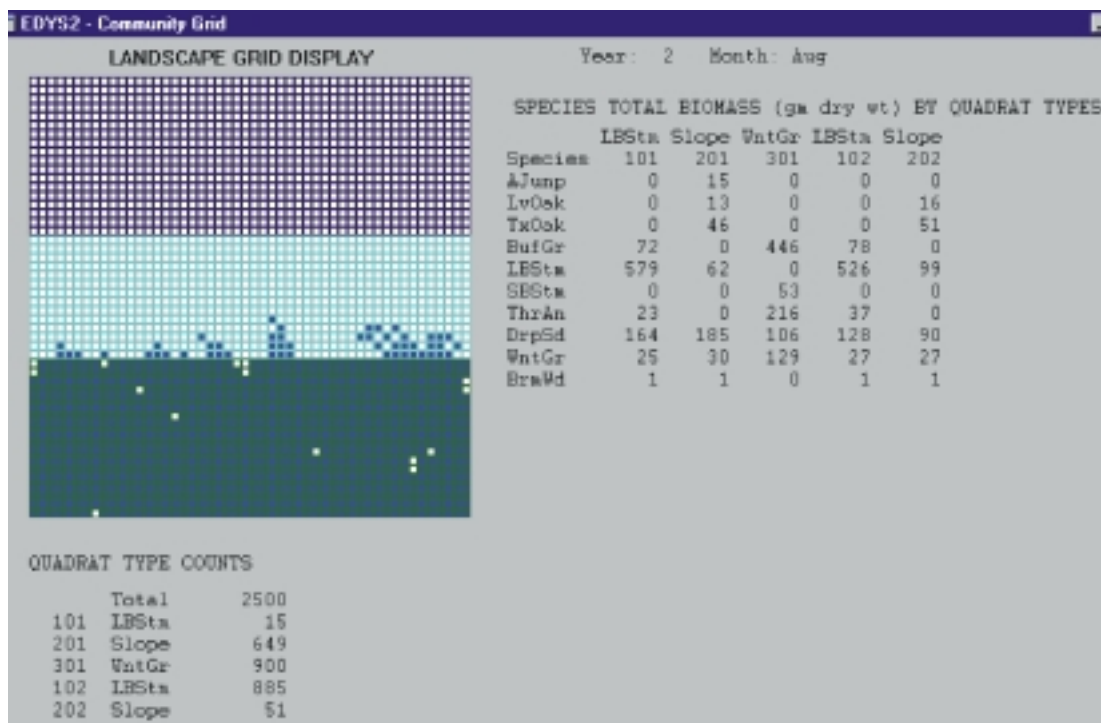 EDYS2 - Community Grid
LANDSCAPE GRID DISPLAY
Year: 2 Month: Aug
SPECIES TOTAL BIOMASS (gm dry wt) BY QUADRAT TYPES
LBStm Slope WntGr LBStm Slope
Species 101 201 301 102 202
AJunp 0 15 0 0 0
LvOak 0 13 0 0 16
TxOak 0 46 0 0 51
BufGr 72 0 446 78 0
LBStm 579 62 0 526 99
SBStm 0 0 53 0 0
ThrAn 23 0 216 37 0
DrpSd 164 185 106 128 90
WntGr 25 30 129 27 27
BrmWd 1 1 0 1 1
QUADRAT TYPE COUNTS
Total 2500
101 LBStm 15
201 Slope 649
301 WntGr 900
102 LBStm 885
202 Slope 51